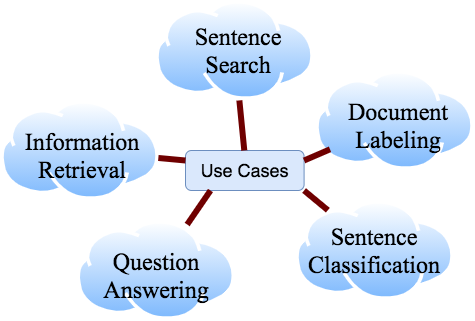 Sentence
Search
Document
Labeling
Information
Retrieval
Use Cases
Sentence
Classification
Question
Answering